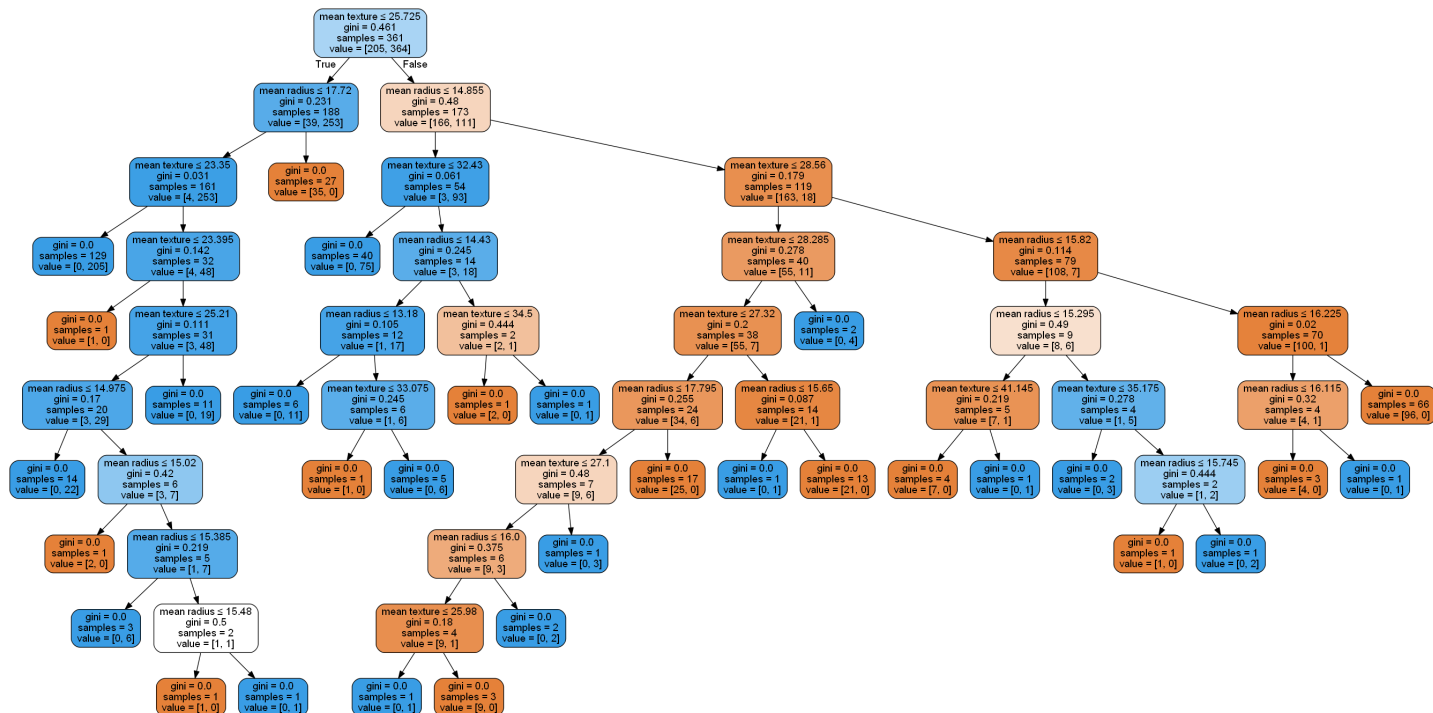 mean texture ≤ 25.725
gini = 0.461
samples = 361
value = [205, 364]
True
False
mean radius ≤ 17.72
gini = 0.231
samples = 188
value = [39, 253]
mean radius ≤ 14.855
gini = 0.48
samples = 173
value = [166, 111]
mean texture ≤ 23.35
gini = 0.031
samples = 161
value = [4, 253]
gini = 0.0
samples = 27
value = [35, 0]
mean texture ≤ 32.43
gini = 0.061
samples = 54
value = [3, 93]
mean texture ≤ 28.56
gini = 0.179
samples = 119
value = [163, 18]
gini = 0.0
samples = 129
value = [0, 205]
mean texture ≤ 23.395
gini = 0.142
samples = 32
value = [4, 48]
gini = 0.0
samples = 40
value = [0, 75]
mean radius ≤ 14.43
gini = 0.245
samples = 14
value = [3, 18]
mean texture ≤ 28.285
gini = 0.278
samples = 40
value = [55, 11]
mean radius ≤ 15.82
gini = 0.114
samples = 79
value = [108, 7]
gini = 0.0
samples = 1
value = [1, 0]
mean texture ≤ 25.21
gini = 0.111
samples = 31
value = [3, 48]
mean radius ≤ 13.18
gini = 0.105
samples = 12
value = [1, 17]
mean texture ≤ 34.5
gini = 0.444
samples = 2
value = [2, 1]
mean texture ≤ 27.32
gini = 0.2
samples = 38
value = [55, 7]
gini = 0.0
samples = 2
value = [0, 4]
mean radius ≤ 15.295
gini = 0.49
samples = 9
value = [8, 6]
mean radius ≤ 16.225
gini = 0.02
samples = 70
value = [100, 1]
mean radius ≤ 14.975
gini = 0.17
samples = 20
value = [3, 29]
gini = 0.0
samples = 11
value = [0, 19]
gini = 0.0
samples = 6
value = [0, 11]
mean texture ≤ 33.075
gini = 0.245
samples = 6
value = [1, 6]
gini = 0.0
samples = 1
value = [2, 0]
gini = 0.0
samples = 1
value = [0, 1]
mean radius ≤ 17.795
gini = 0.255
samples = 24
value = [34, 6]
mean radius ≤ 15.65
gini = 0.087
samples = 14
value = [21, 1]
mean texture ≤ 41.145
gini = 0.219
samples = 5
value = [7, 1]
mean texture ≤ 35.175
gini = 0.278
samples = 4
value = [1, 5]
mean radius ≤ 16.115
gini = 0.32
samples = 4
value = [4, 1]
gini = 0.0
samples = 66
value = [96, 0]
gini = 0.0
samples = 14
value = [0, 22]
mean radius ≤ 15.02
gini = 0.42
samples = 6
value = [3, 7]
gini = 0.0
samples = 1
value = [1, 0]
gini = 0.0
samples = 5
value = [0, 6]
mean texture ≤ 27.1
gini = 0.48
samples = 7
value = [9, 6]
gini = 0.0
samples = 17
value = [25, 0]
gini = 0.0
samples = 1
value = [0, 1]
gini = 0.0
samples = 13
value = [21, 0]
gini = 0.0
samples = 4
value = [7, 0]
gini = 0.0
samples = 1
value = [0, 1]
gini = 0.0
samples = 2
value = [0, 3]
mean radius ≤ 15.745
gini = 0.444
samples = 2
value = [1, 2]
gini = 0.0
samples = 3
value = [4, 0]
gini = 0.0
samples = 1
value = [0, 1]
gini = 0.0
samples = 1
value = [2, 0]
mean radius ≤ 15.385
gini = 0.219
samples = 5
value = [1, 7]
mean radius ≤ 16.0
gini = 0.375
samples = 6
value = [9, 3]
gini = 0.0
samples = 1
value = [0, 3]
gini = 0.0
samples = 1
value = [1, 0]
gini = 0.0
samples = 1
value = [0, 2]
gini = 0.0
samples = 3
value = [0, 6]
mean radius ≤ 15.48
gini = 0.5
samples = 2
value = [1, 1]
mean texture ≤ 25.98
gini = 0.18
samples = 4
value = [9, 1]
gini = 0.0
samples = 2
value = [0, 2]
gini = 0.0
samples = 1
value = [1, 0]
gini = 0.0
samples = 1
value = [0, 1]
gini = 0.0
samples = 1
value = [0, 1]
gini = 0.0
samples = 3
value = [9, 0]